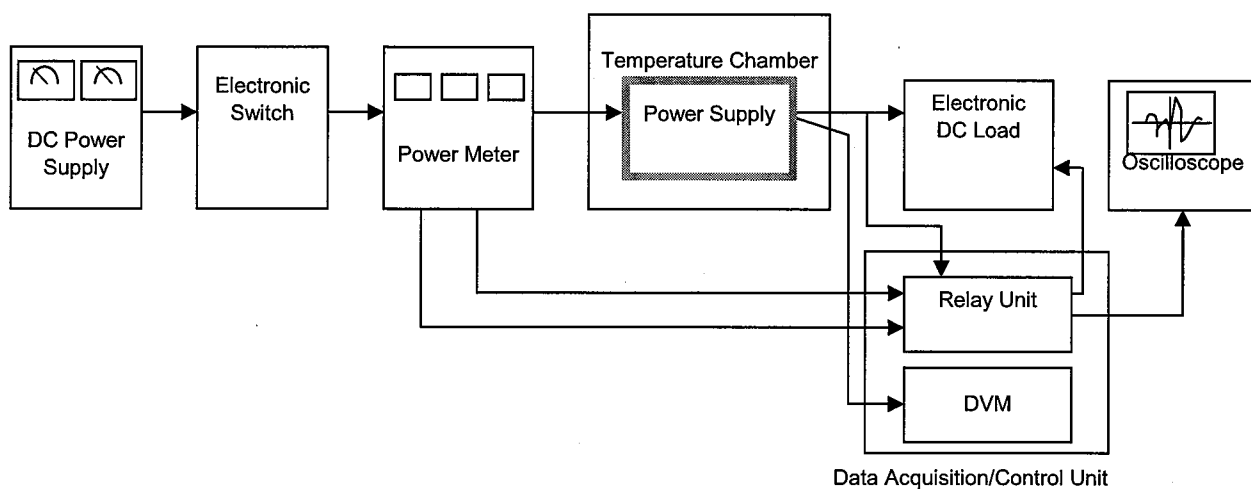 DC Power
Supply
Electronic
Switch
Power Meter
Temperature Chamber
Power Supply
Electronic
DC Load
Oscilloscope
Relay Unit
DVM
Data Acquisition/Control Unit